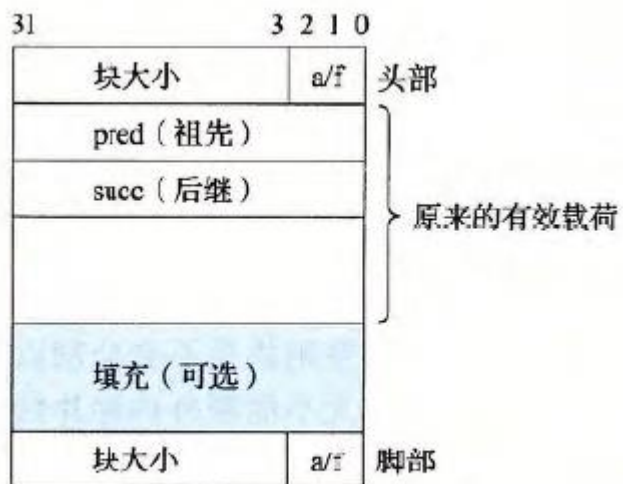 31 3 2 1 0
块大小 a/f 头部
pred（祖先）
succ（后继）
原来的有效载荷
填充（可选）
块大小 a/f 脚部